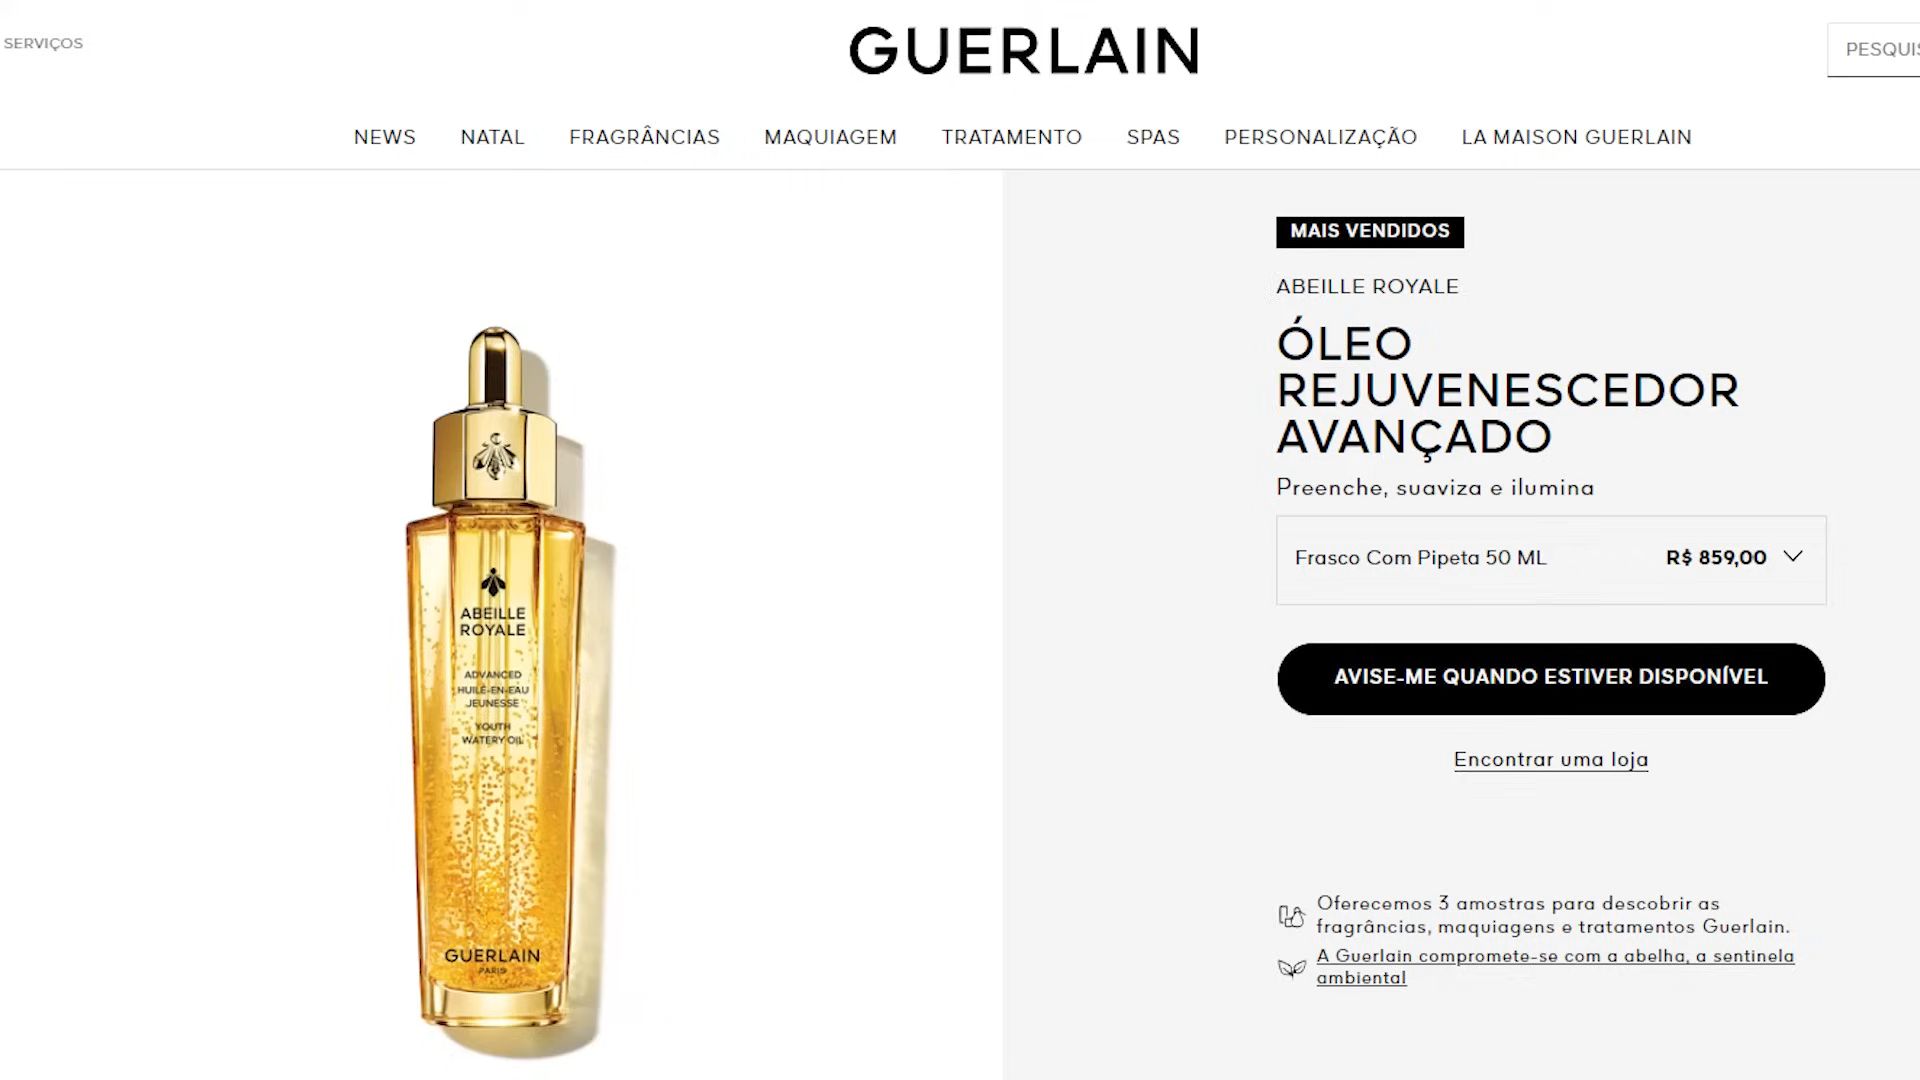 SERVIÇOS
GUERLAIN
PESQUIS
NEWS NATAL FRAGRÂNCIAS MAQUIAGEM TRATAMENTO SPAS PERSONALIZAÇÃO LA MAISON GUERLAIN
ABEILLE
ROYALE
ADVANCED
HUILE-EN-EAU
JEUNESSE
YOUTH
WATERY OIL
GUERLAIN
PARIS
MAIS VENDIDOS
ABEILLE ROYALE
ÓLEO
REJUVENESCEDOR
AVANÇADO
Preenche, suaviza e ilumina
Frasco Com Pipeta 50 ML R$ 859,00
AVISE-ME QUANDO ESTIVER DISPONÍVEL
Encontrar uma loja
Oferecemos 3 amostras para descobrir as
fragrâncias, maquiagens e tratamentos Guerlain.
A Guerlain compromete-se com a abelha, a sentinela
ambiental